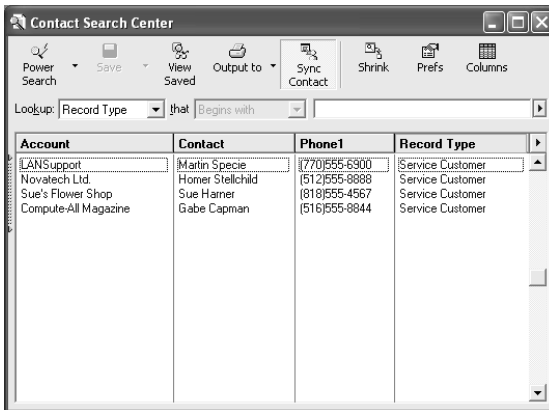 Contact Search Center
Power Search Save View Saved Output to Sync Contact Shrink Prefs Columns
Lookup: Record Type that Begins with
Account Contact Phone1 Record Type
LANSupport Martin Specie (770)555-6900 Service Customer
Novatech Ltd. Homer Stellchild (512)555-8888 Service Customer
Sue's Flower Shop Sue Harner (818)555-4567 Service Customer
Compute-All Magazine Gabe Capman (516)555-8844 Service Customer